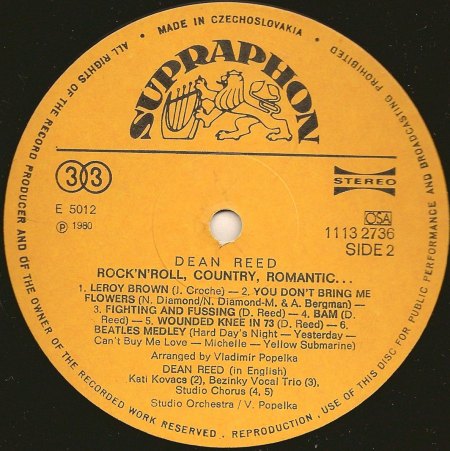 • MADE IN CZECHOSLOVAKIA •
ALL RIGHTS OF THE RECORD PRODUCER AND OF THE OWNER OF THE RECORDED WORK RESERVED. REPRODUCTION, USE OF THIS DISC FOR PUBLIC PERFORMANCE AND BROADCASTING PROHIBITED
SUPRAPHON
33
STEREO
E 5012
OSA
Ⓟ 1980
1113 2736
SIDE 2
DEAN REED
ROCK'N'ROLL, COUNTRY, ROMANTIC...
1. LEROY BROWN (J. Croche) - 2. YOU DON'T BRING ME
FLOWERS (N. Diamond/N. Diamond-M. & A. Bergman) -
3. FIGHTING AND FUSSING (D. Reed) - 4. BAM (D.
Reed) - 5. WOUNDED KNEE IN 73 (D. Reed) - 6.
BEATLES MEDLEY (Hard Day's Night - Yesterday -
Can't Buy Me Love - Michelle - Yellow Submarine)
Arranged by Vladimír Popelka
DEAN REED (in English)
Kati Kovacs (2), Bezinky Vocal Trio (3),
Studio Chorus (4, 5)
Studio Orchestra / V. Popelka